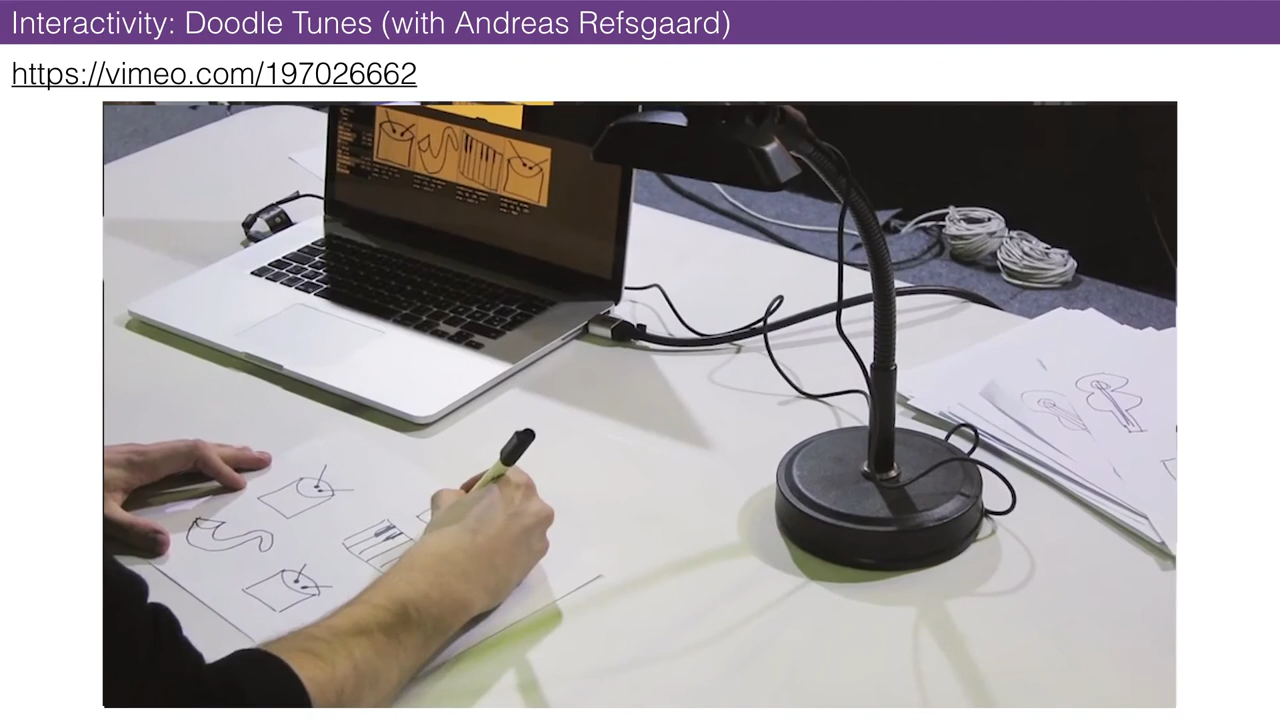 Interactivity: Doodle Tunes (with Andreas Refsgaard)
https://vimeo.com/197026662